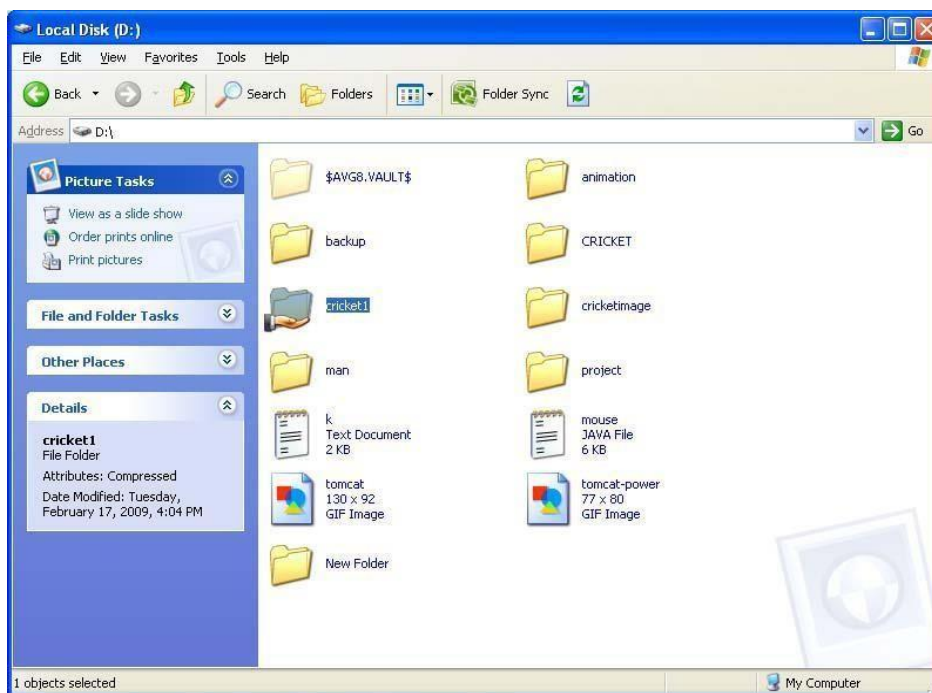 Local Disk (D:)
File Edit View Favorites Tools Help
Back Search Folders Folder Sync
Address D:\ Go
Picture Tasks
View as a slide show
Order prints online
Print pictures
File and Folder Tasks
Other Places
Details
cricket1
File Folder
Attributes: Compressed
Date Modified: Tuesday,
February 17, 2009, 4:04 PM
$AVG8.VAULT$ animation
backup CRICKET
cricket1 cricketimage
man project
k
Text Document
2 KB
mouse
JAVA File
6 KB
tomcat
130 x 92
GIF Image
tomcat-power
77 x 80
GIF Image
New Folder
1 objects selected My Computer